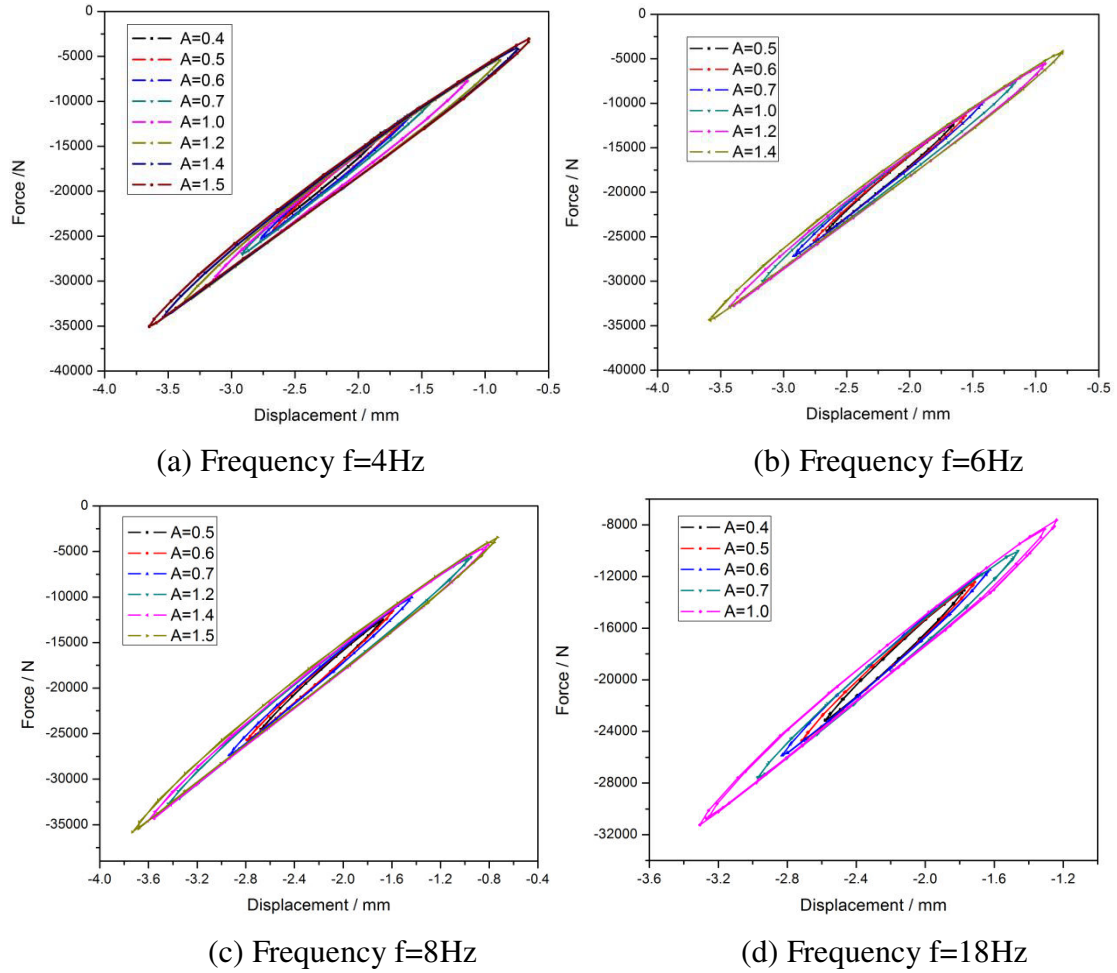 0
-5000
-10000
-15000
-20000
-25000
-30000
-35000
-40000
Force /N
A=0.4
A=0.5
A=0.6
A=0.7
A=1.0
A=1.2
A=1.4
A=1.5
-4.0 -3.5 -3.0 -2.5 -2.0 -1.5 -1.0 -0.5
Displacement / mm
(a) Frequency f=4Hz
0
-5000
-10000
-15000
-20000
-25000
-30000
-35000
-40000
Force /N
A=0.5
A=0.6
A=0.7
A=1.0
A=1.2
A=1.4
-4.0 -3.5 -3.0 -2.5 -2.0 -1.5 -1.0 -0.5
Displacement / mm
(b) Frequency f=6Hz
0
-5000
-10000
-15000
-20000
-25000
-30000
-35000
Force / N
A=0.5
A=0.6
A=0.7
A=1.2
A=1.4
A=1.5
-4.0 -3.6 -3.2 -2.8 -2.4 -2.0 -1.6 -1.2 -0.8 -0.4
Displacement / mm
(c) Frequency f=8Hz
-8000
-12000
-16000
-20000
-24000
-28000
-32000
Force / N
A=0.4
A=0.5
A=0.6
A=0.7
A=1.0
-3.6 -3.2 -2.8 -2.4 -2.0 -1.6 -1.2
Displacement / mm
(d) Frequency f=18Hz